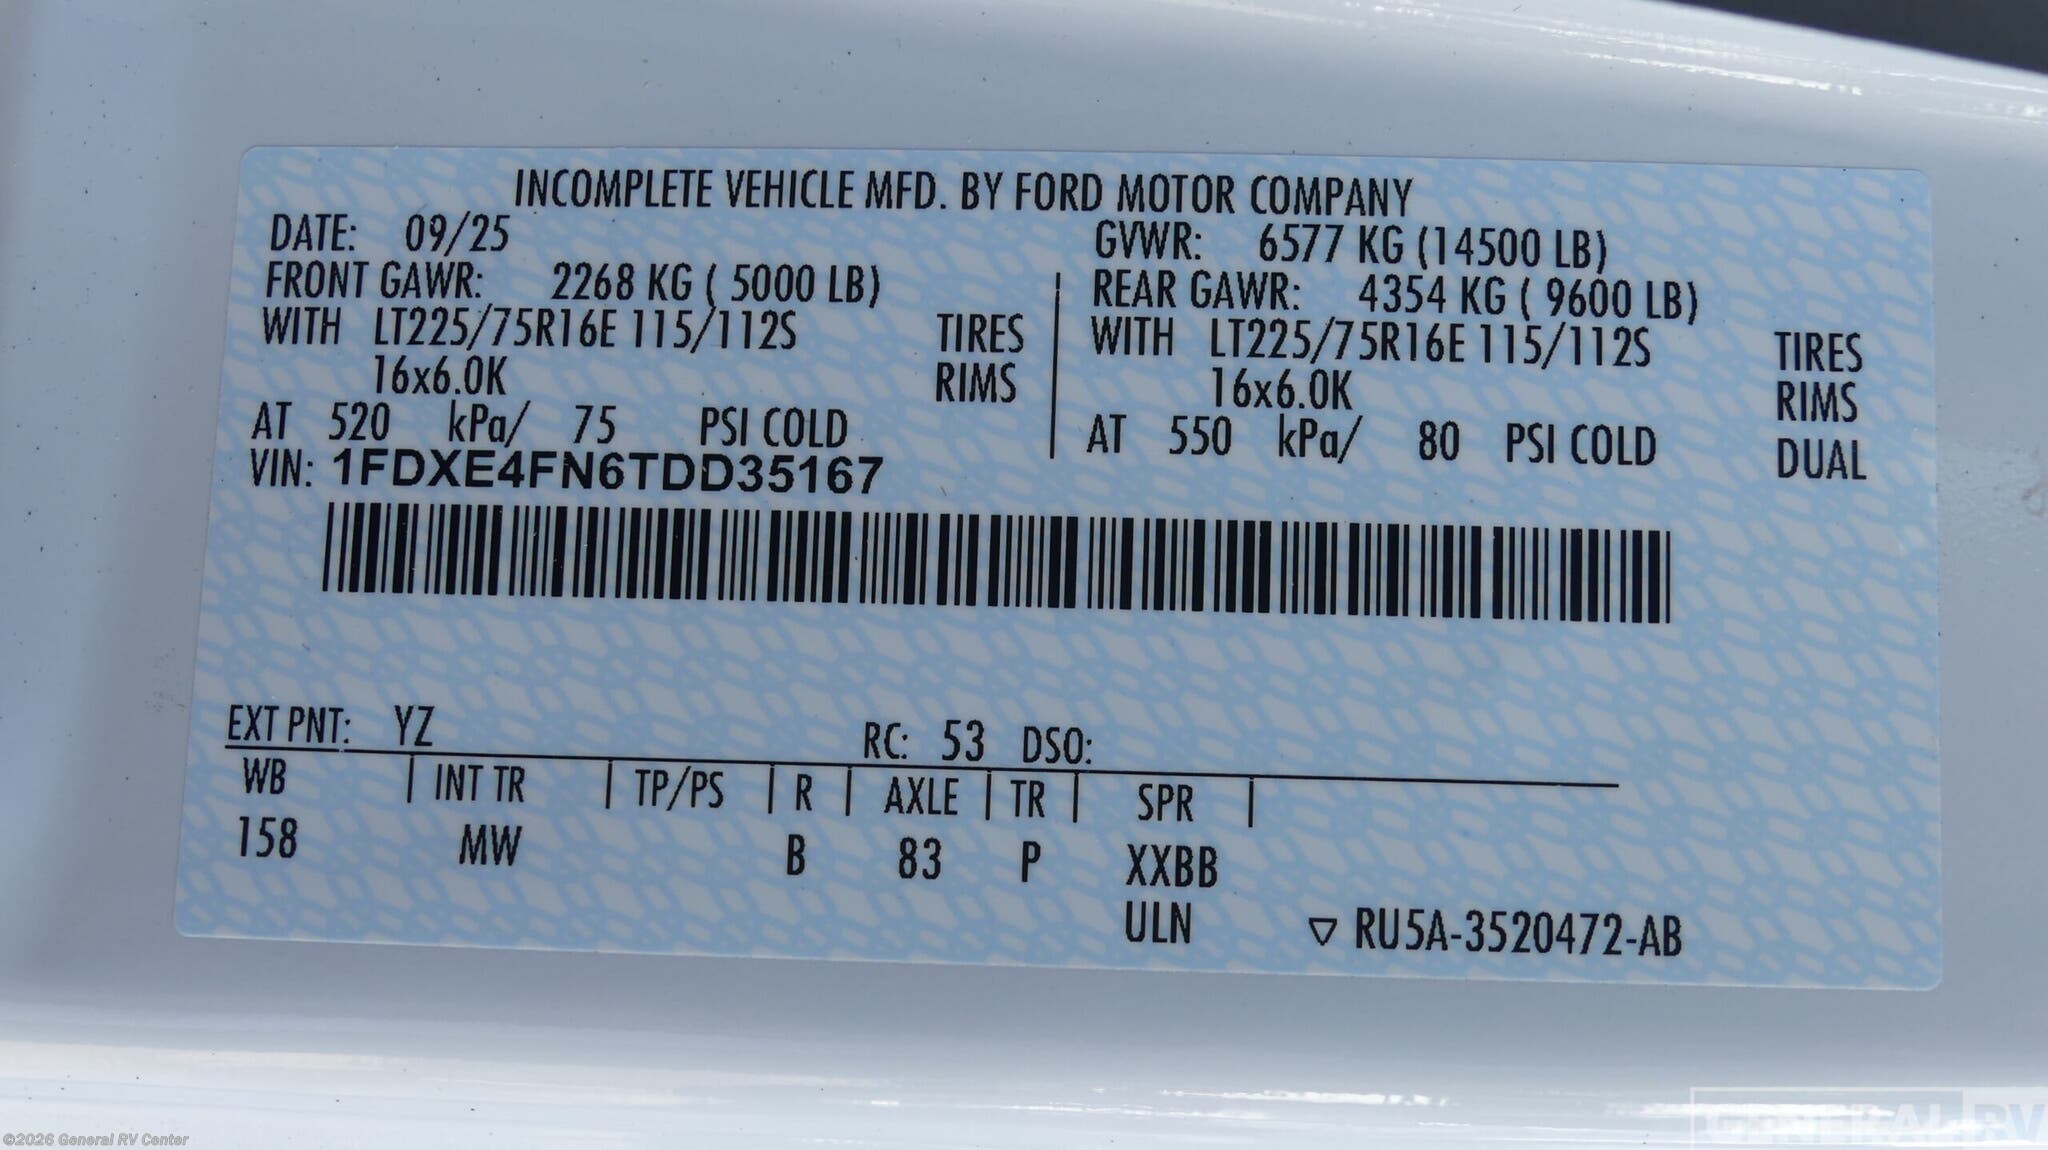 INCOMPLETE VEHICLE MFD. BY FORD MOTOR COMPANY
DATE: 09/25 GVWR: 6577 KG (14500 LB)
FRONT GAWR: 2268 KG ( 5000 LB) REAR GAWR: 4354 KG ( 9600 LB)
WITH LT225/75R16E 115/112S TIRES WITH LT225/75R16E 115/112S TIRES
16x6.0K RIMS 16x6.0K RIMS
AT 520 kPa/ 75 PSI COLD AT 550 kPa/ 80 PSI COLD DUAL
VIN: 1FDXE4FN6TDD35167
EXT PNT: YZ RC: 53 DSO:
WB | INT TR | TP/PS | R | AXLE | TR | SPR |
158 MW B 83 P XXBB
ULN ▽ RU5A-3520472-AB
©2026 General RV Center
GENERAL RV